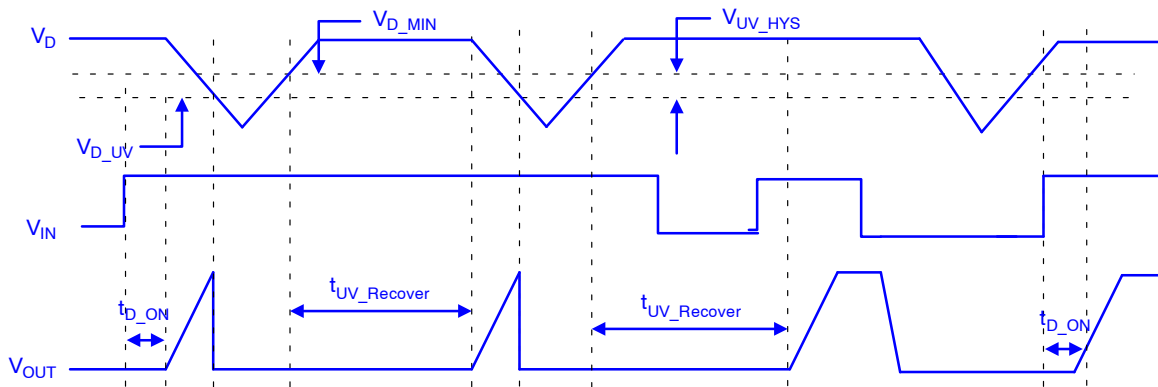 V_D_MIN
V_UV_HYS
V_D
V_D_UV
V_IN
t_UV_Recover
t_D_ON
t_UV_Recover
t_D_ON
V_OUT